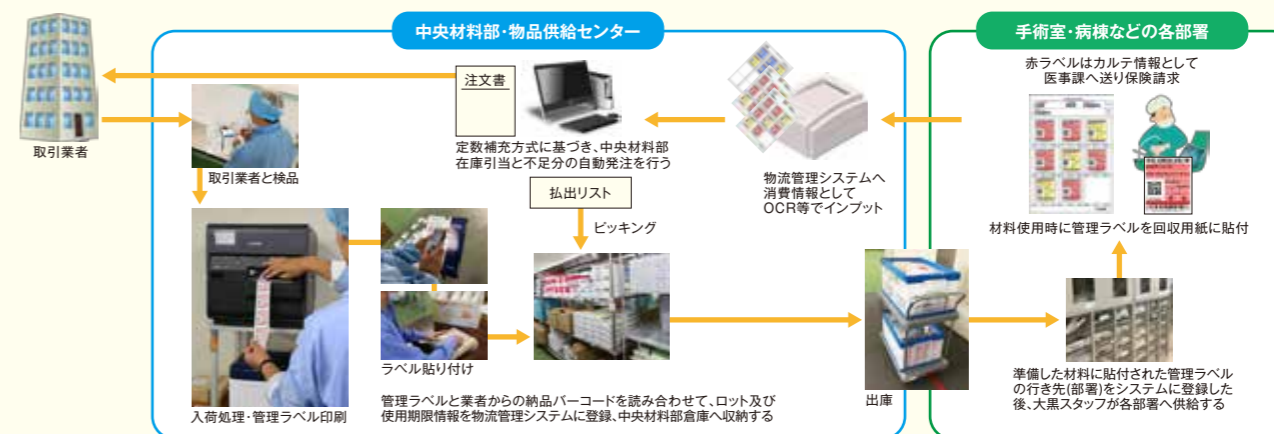 中央材料部・物品供給センター
手術室・病棟などの各部署
取引業者
取引業者と検品
注文書
定数補充方式に基づき、中央材料部
在庫引当と不足分の自動発注を行う
払出リスト
ピッキング
物流管理システムへ
消費情報として
OCR等でインプット
赤ラベルはカルテ情報として
医事課へ送り保険請求
材料使用時に管理ラベルを回収用紙に貼付
入荷処理・管理ラベル印刷
ラベル貼り付け
管理ラベルと業者からの納品バーコードを読み合わせて、ロット及び
使用期限情報を物流管理システムに登録、中央材料部倉庫へ収納する
出庫
準備した材料に貼付された管理ラベル
の行き先(部署)をシステムに登録した
後、大黒スタッフが各部署へ供給する